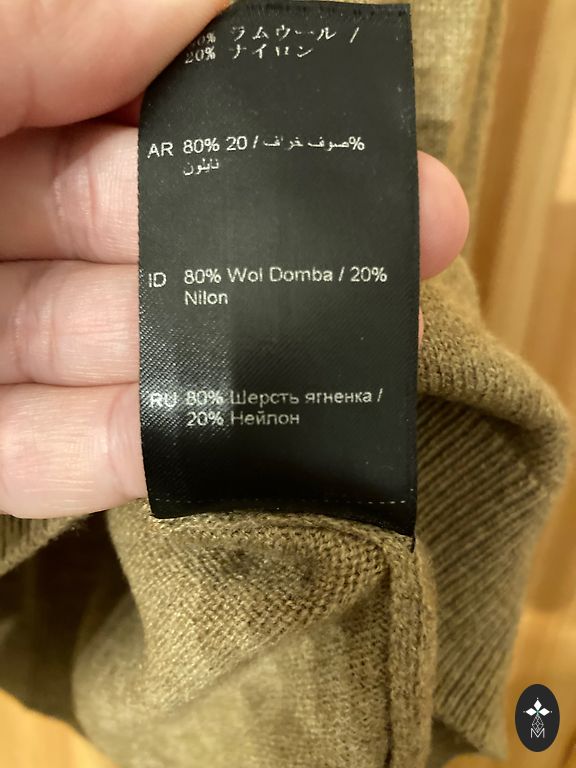 80% ラムウール /
20% ナイロン
AR 80% صوف خراف / 20%
نايلون
ID 80% Wol Domba / 20%
Nilon
RU 80% Шерсть ягненка /
20% Нейлон
M